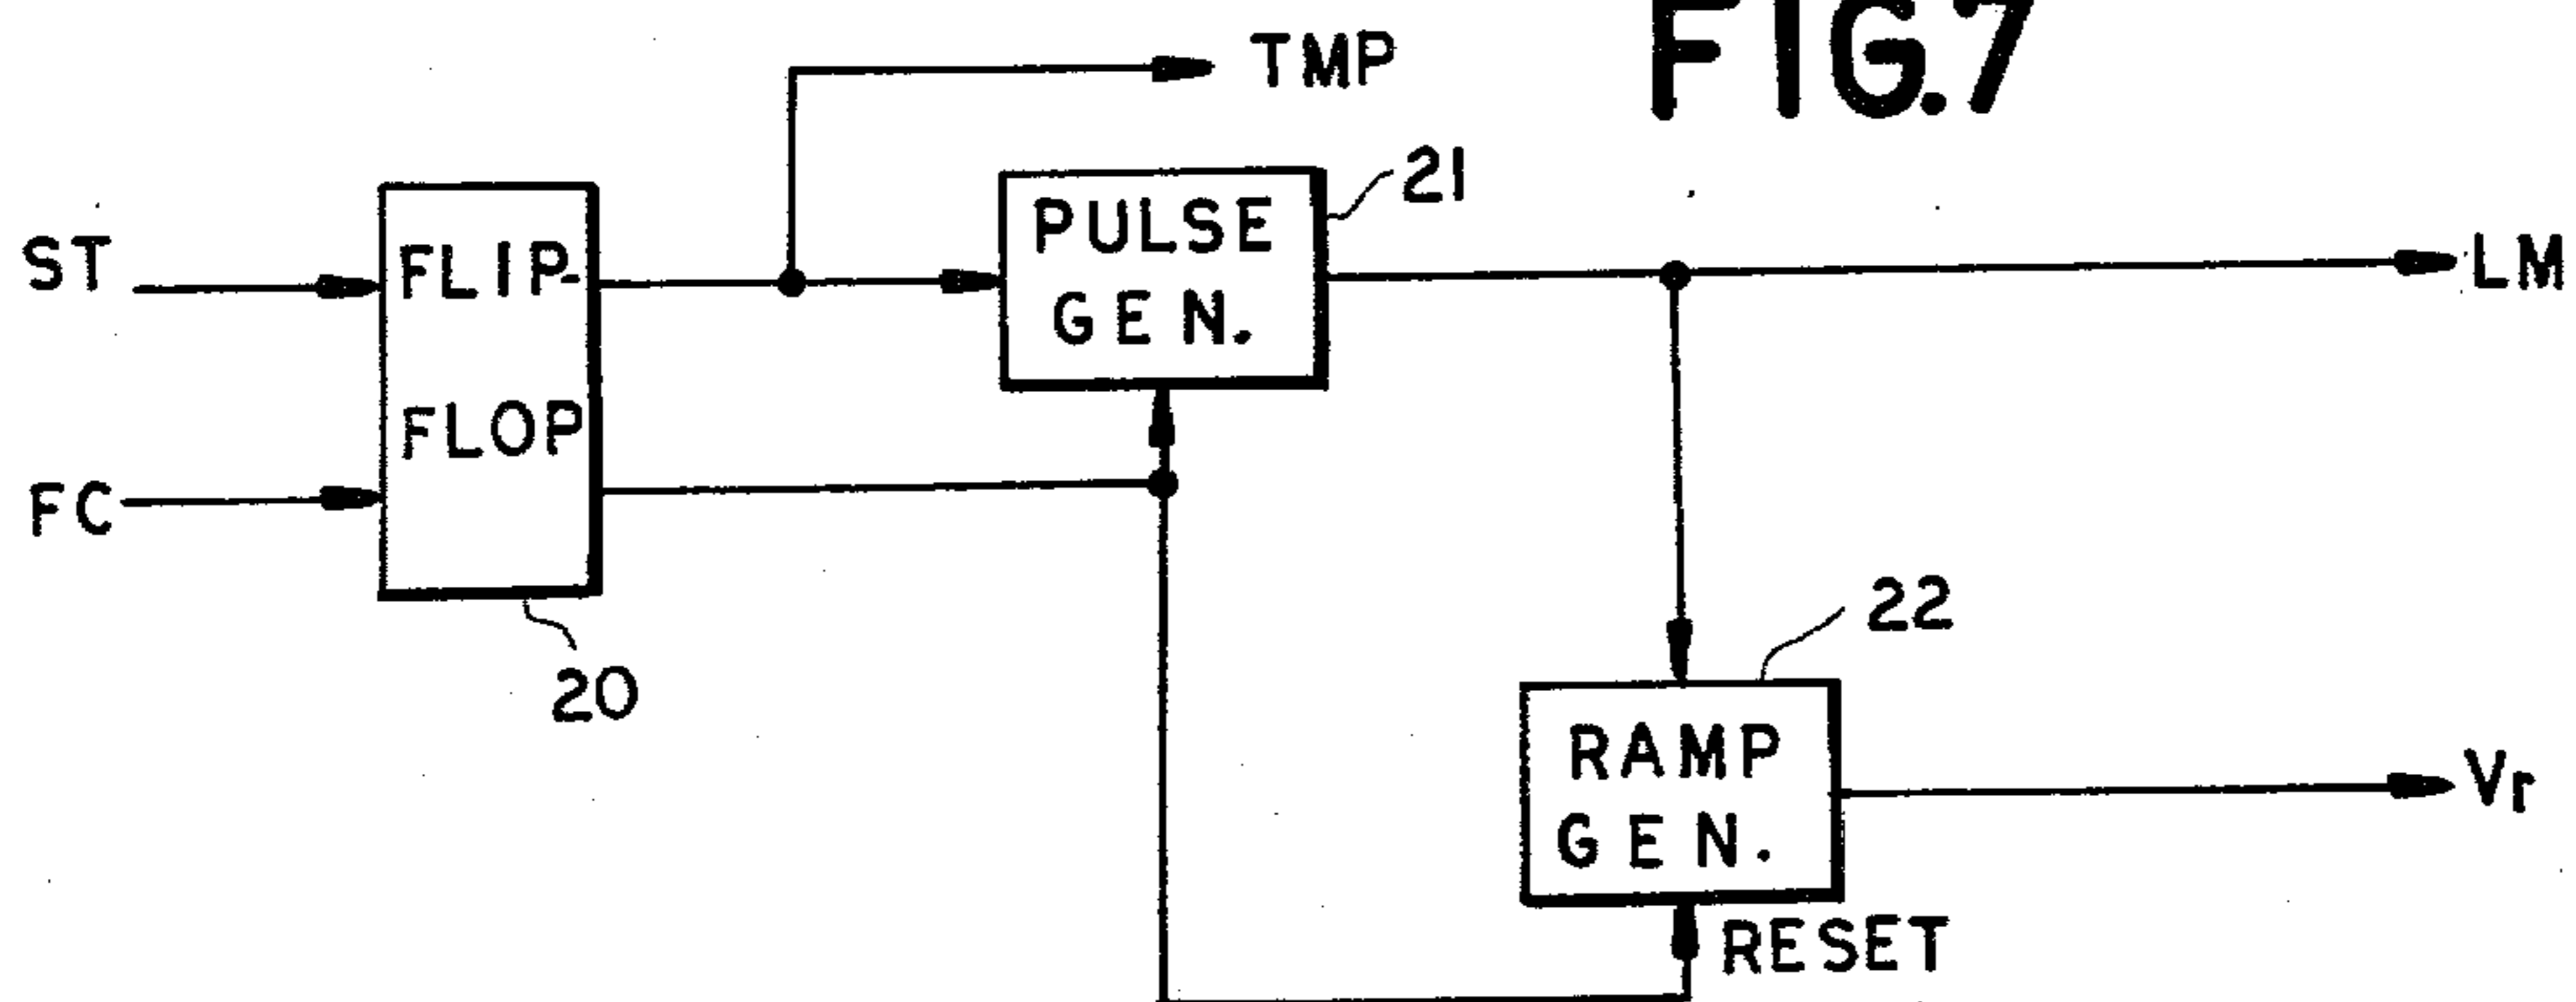 FIG.7
TMP
21
PULSE
GEN.
ST
FLIP-
FLOP
LM
FC
20
22
RAMP
GEN.
Vr
RESET